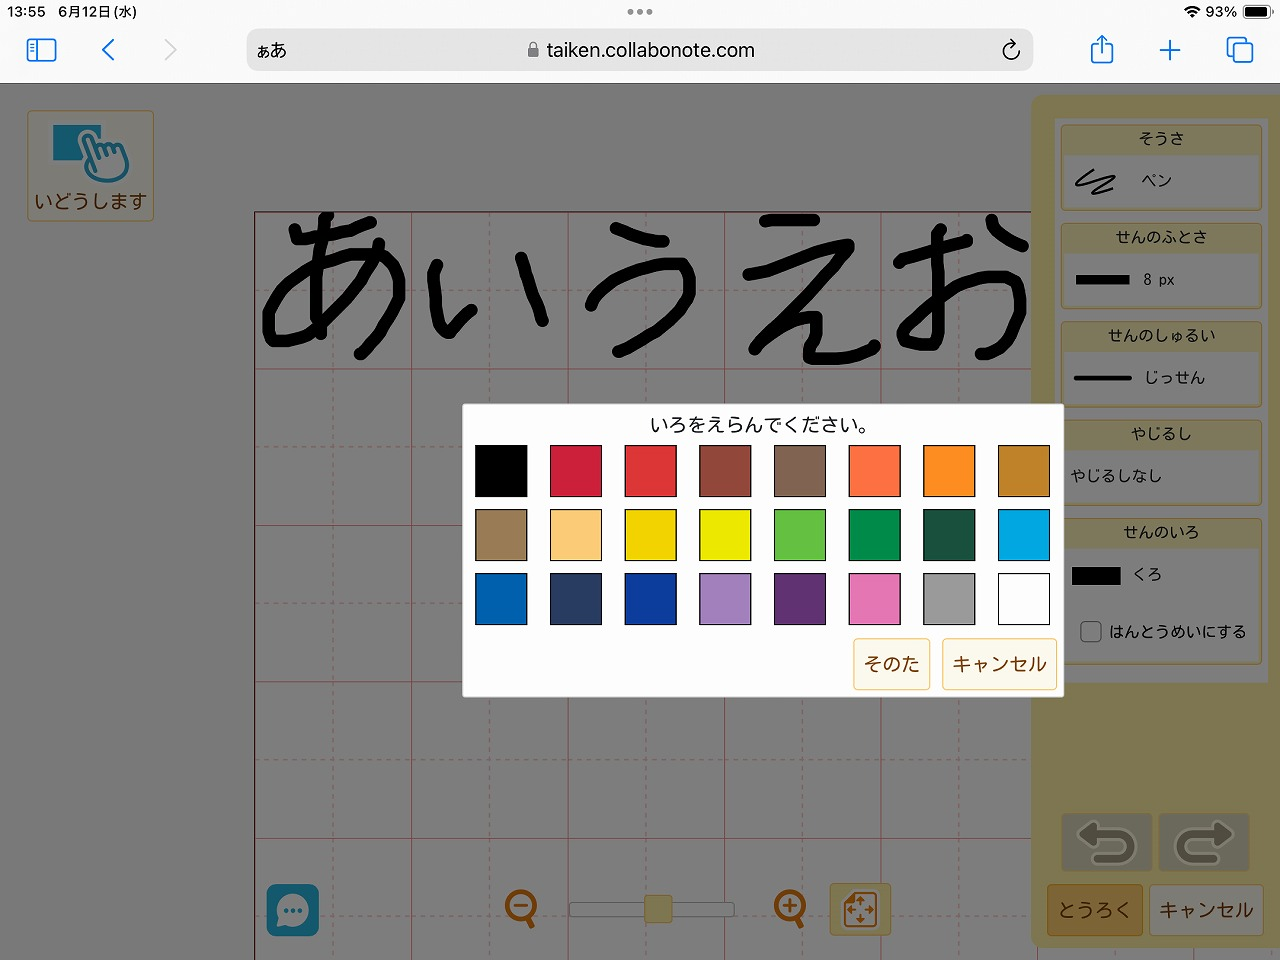 13:55 6月12日(水)
93%
ぁあ
taiken.collabonote.com
いどうします
あいうえお
そうさ
ペン
せんのふとさ
8 px
せんのしゅるい
じっせん
やじるし
やじるしなし
せんのいろ
くろ
はんとうめいにする
いろをえらんでください。
そのた
キャンセル
とうろく
キャンセル